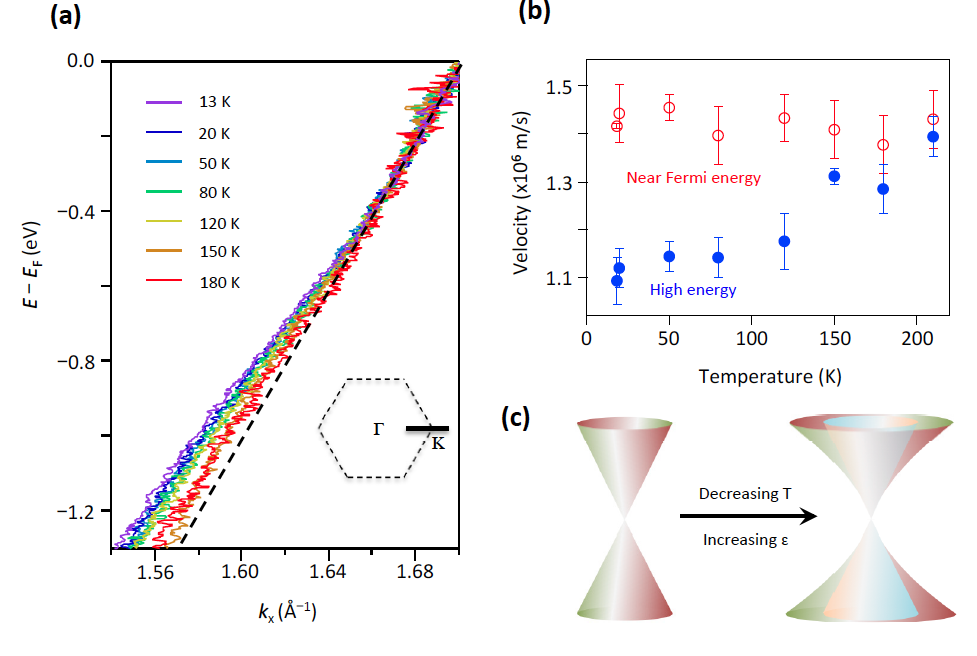 (a)
0.0
−0.4
−0.8
−1.2
E − EF (eV)
13 K
20 K
50 K
80 K
120 K
150 K
180 K
Γ
K
1.56 1.60 1.64 1.68
kx (Å−1)
(b)
1.5
1.3
1.1
Velocity (x10⁶ m/s)
Near Fermi energy
High energy
0 50 100 150 200
Temperature (K)
(c)
Decreasing T
Increasing ε